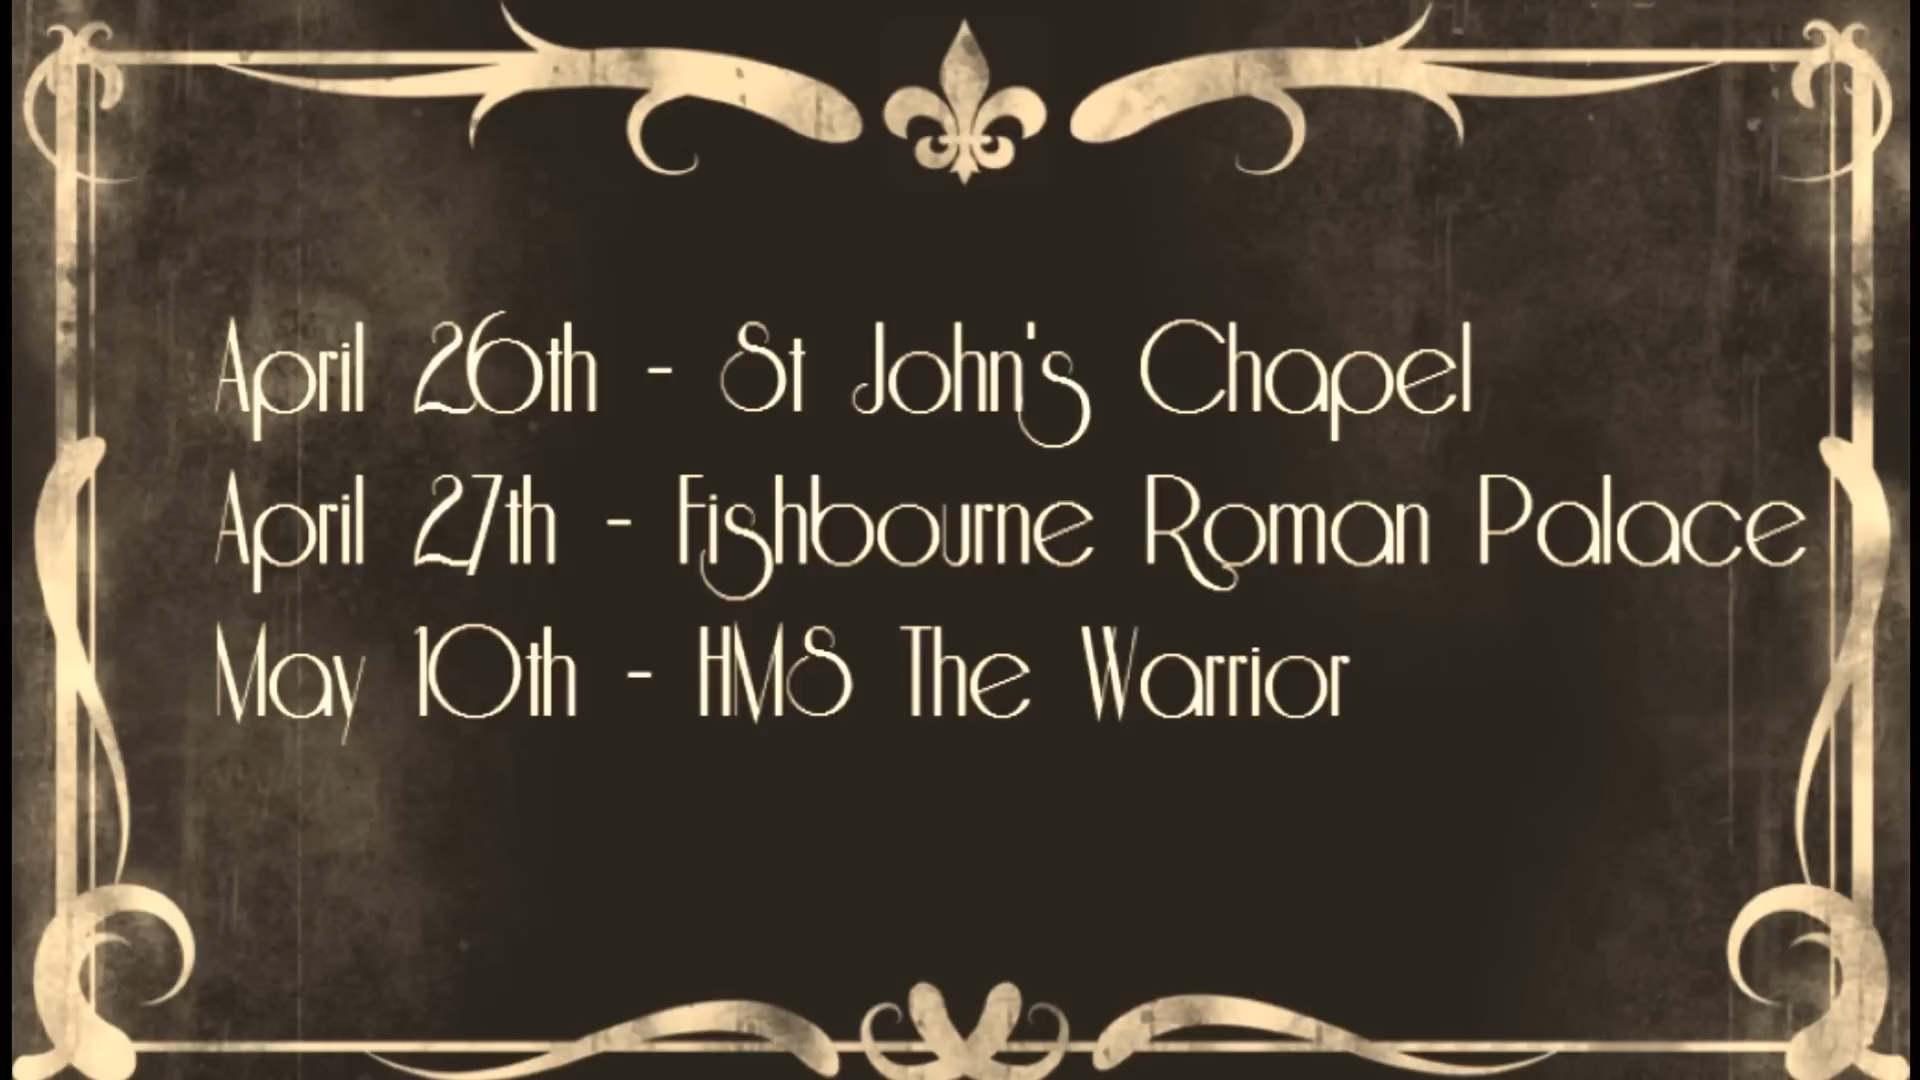 April 26th - St John's Chapel
April 27th - Fishbourne Roman Palace
May 10th - HMS The Warrior